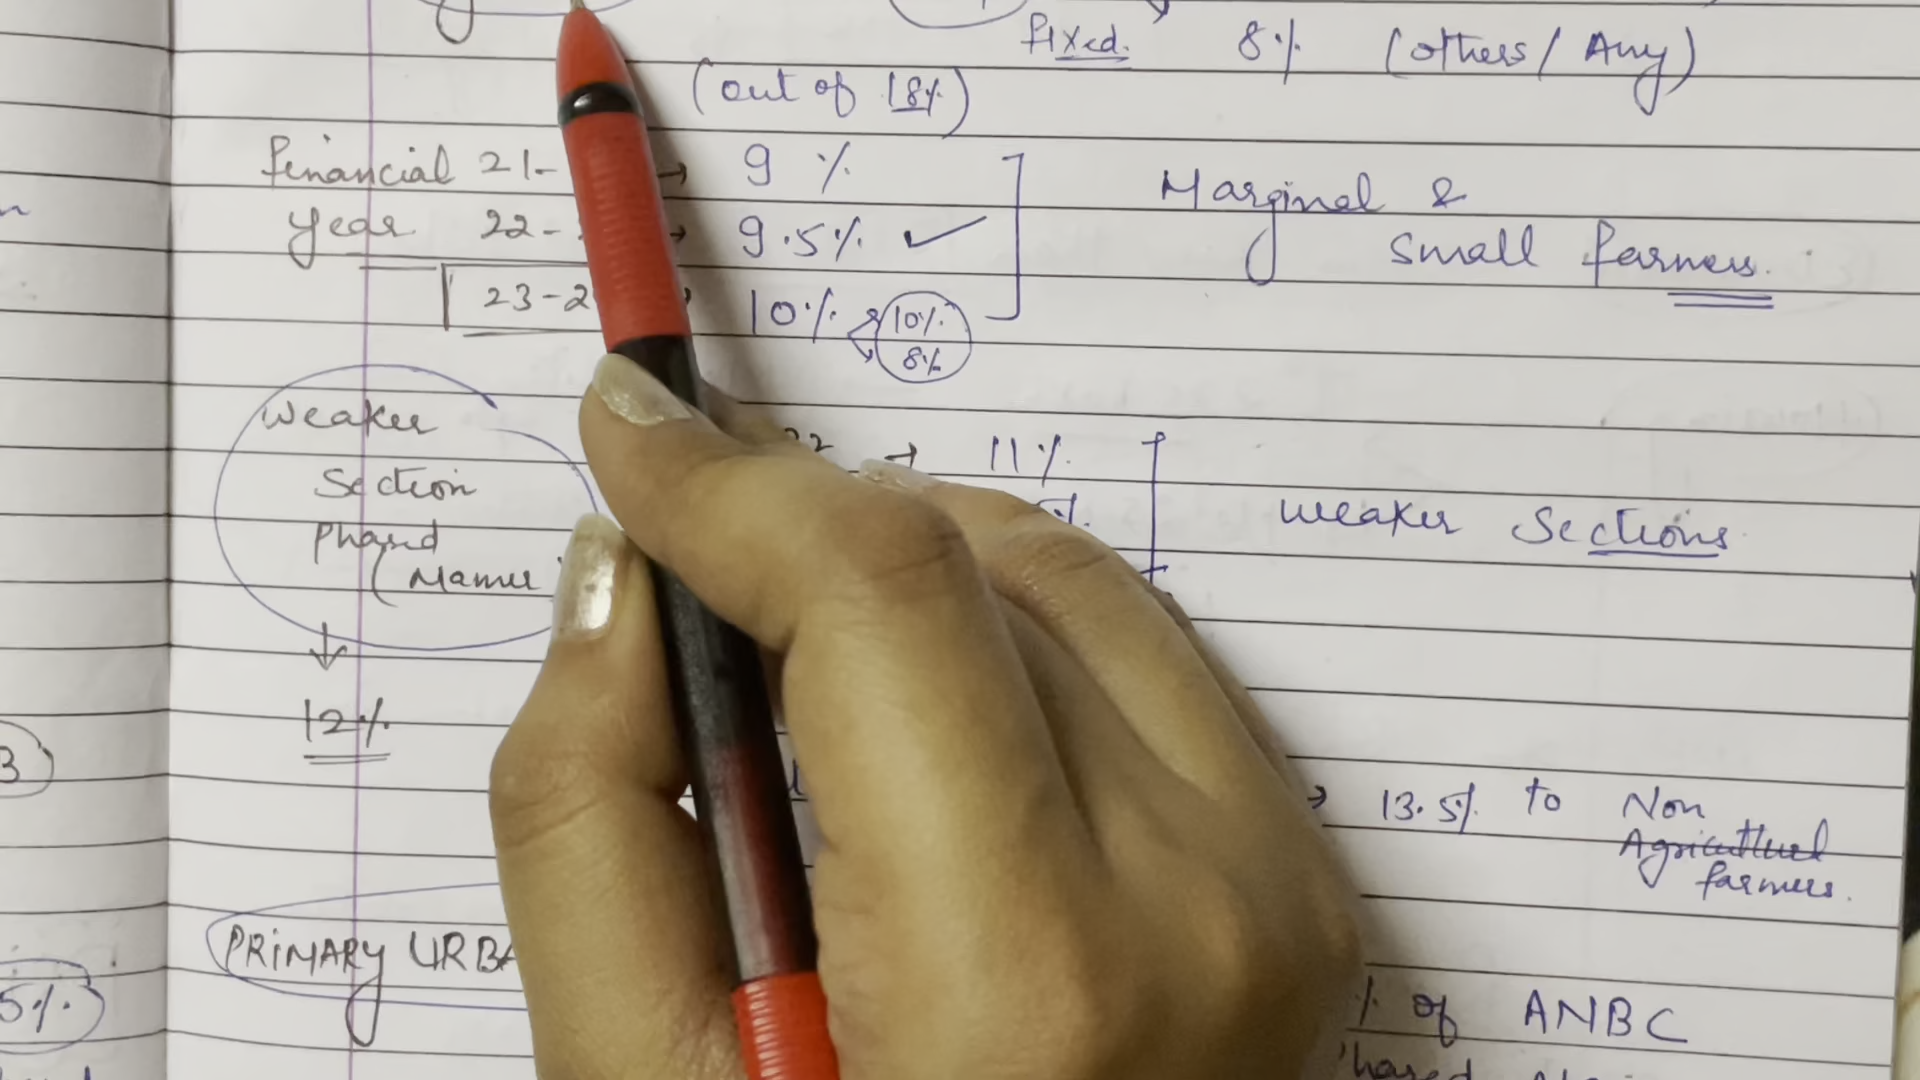 fixed. 8% (others / Any)
(out of 18%)
financial 21- → 9 %
year 22- → 9.5% ✓
23-2 10% 10%
8%
Marginal &
small farmers.
Weaker
Section
Phased
(Manner
↓
12%
22 → 11 %
5%
Weaker Sections
→ 13.5% to Non
Agricultural
farmers.
PRIMARY URBA
5%
% of ANBC